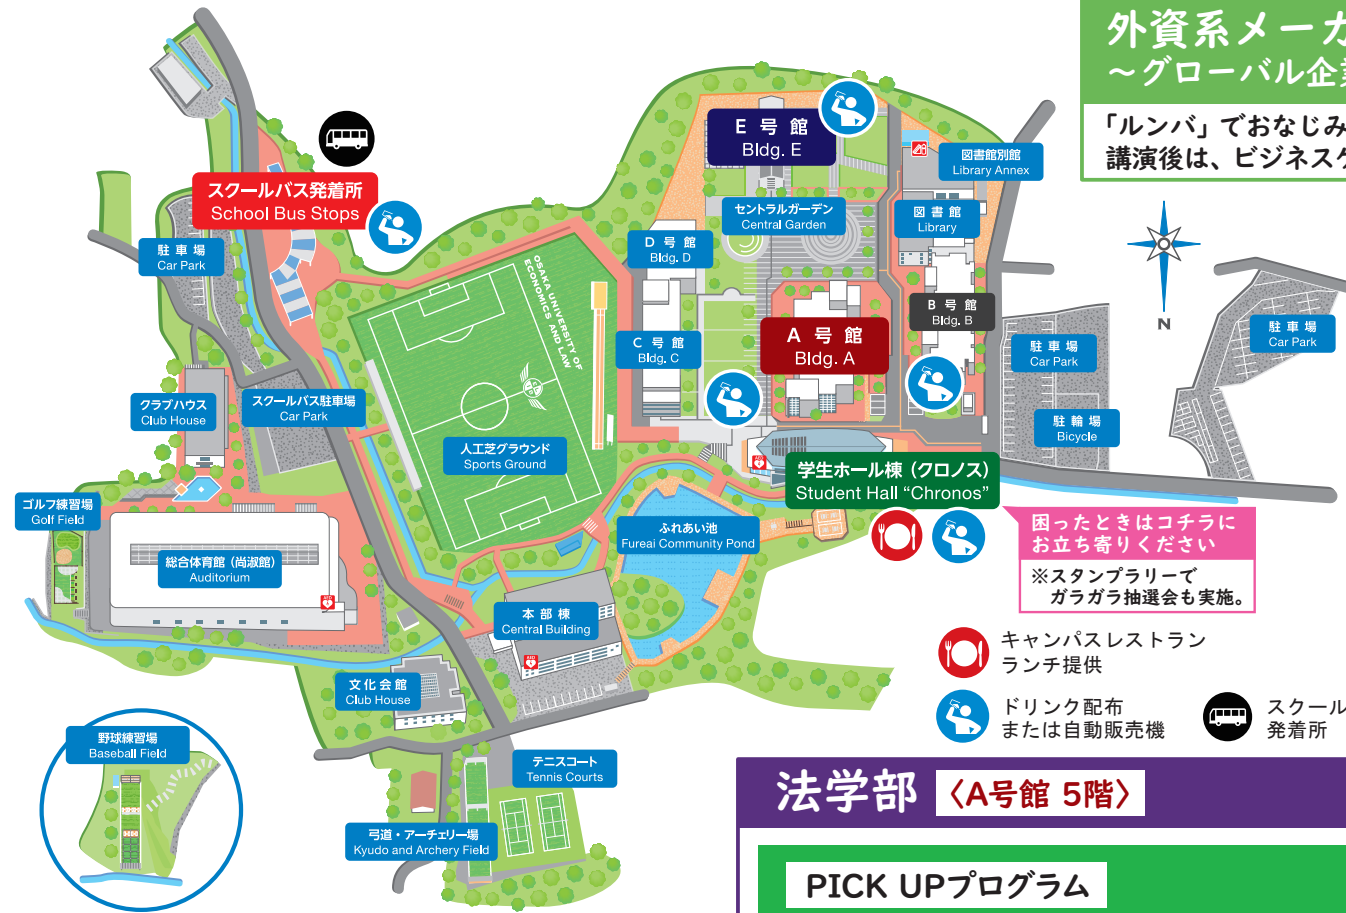 外資系メーカ
～グローバル企業
「ルンバ」でおなじみ
講演後は、ビジネスゲ
E 号 館
Bldg. E
図書館別館
Library Annex
スクールバス発着所
School Bus Stops
セントラルガーデン
Central Garden
図 書 館
Library
駐 車 場
Car Park
D 号 館
Bldg. D
OSAKA UNIVERSITY OF
ECONOMICS AND LAW
B 号 館
Bldg. B
A 号 館
Bldg. A
C 号 館
Bldg. C
N
駐 車 場
Car Park
駐 車 場
Car Park
クラブハウス
Club House
スクールバス駐車場
Car Park
駐 輪 場
Bicycle
人工芝グラウンド
Sports Ground
AED
学生ホール棟（クロノス）
Student Hall “Chronos”
ゴルフ練習場
Golf Field
ふれあい池
Fureai Community Pond
困ったときはコチラに
お立ち寄りください
※スタンプラリーで
ガラガラ抽選会も実施。
総合体育館（尚淑館）
Auditorium
AED
本 部 棟
Central Building
AED
キャンパスレストラン
ランチ提供
文 化 会 館
Club House
ドリンク配布
または自動販売機
スクール
発着所
野球練習場
Baseball Field
テニスコート
Tennis Courts
弓道・アーチェリー場
Kyudo and Archery Field
法学部 〈A号館 5階〉
PICK UPプログラム